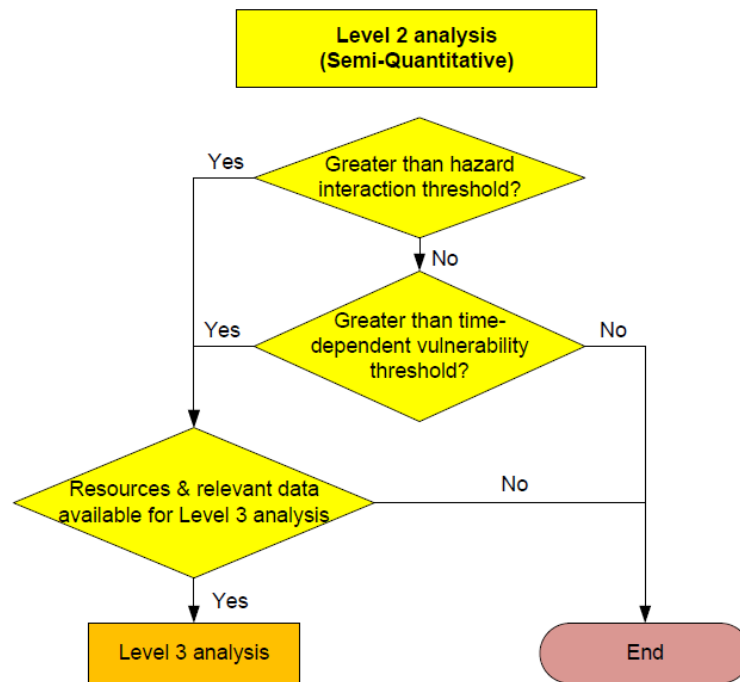 Level 2 analysis
(Semi-Quantitative)
Yes
Greater than hazard
interaction threshold?
No
Yes
Greater than time-
dependent vulnerability
threshold?
No
Resources & relevant data
available for Level 3 analysis
No
Yes
Level 3 analysis
End